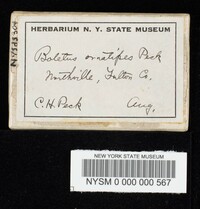 HERBARIUM N. Y. STATE MUSEUM
Boletus ornatipes Peck
Northville, Fulton Co.
C. H. Peck Aug.
NEW YORK STATE MUSEUM
NYSM 0 000 000 567